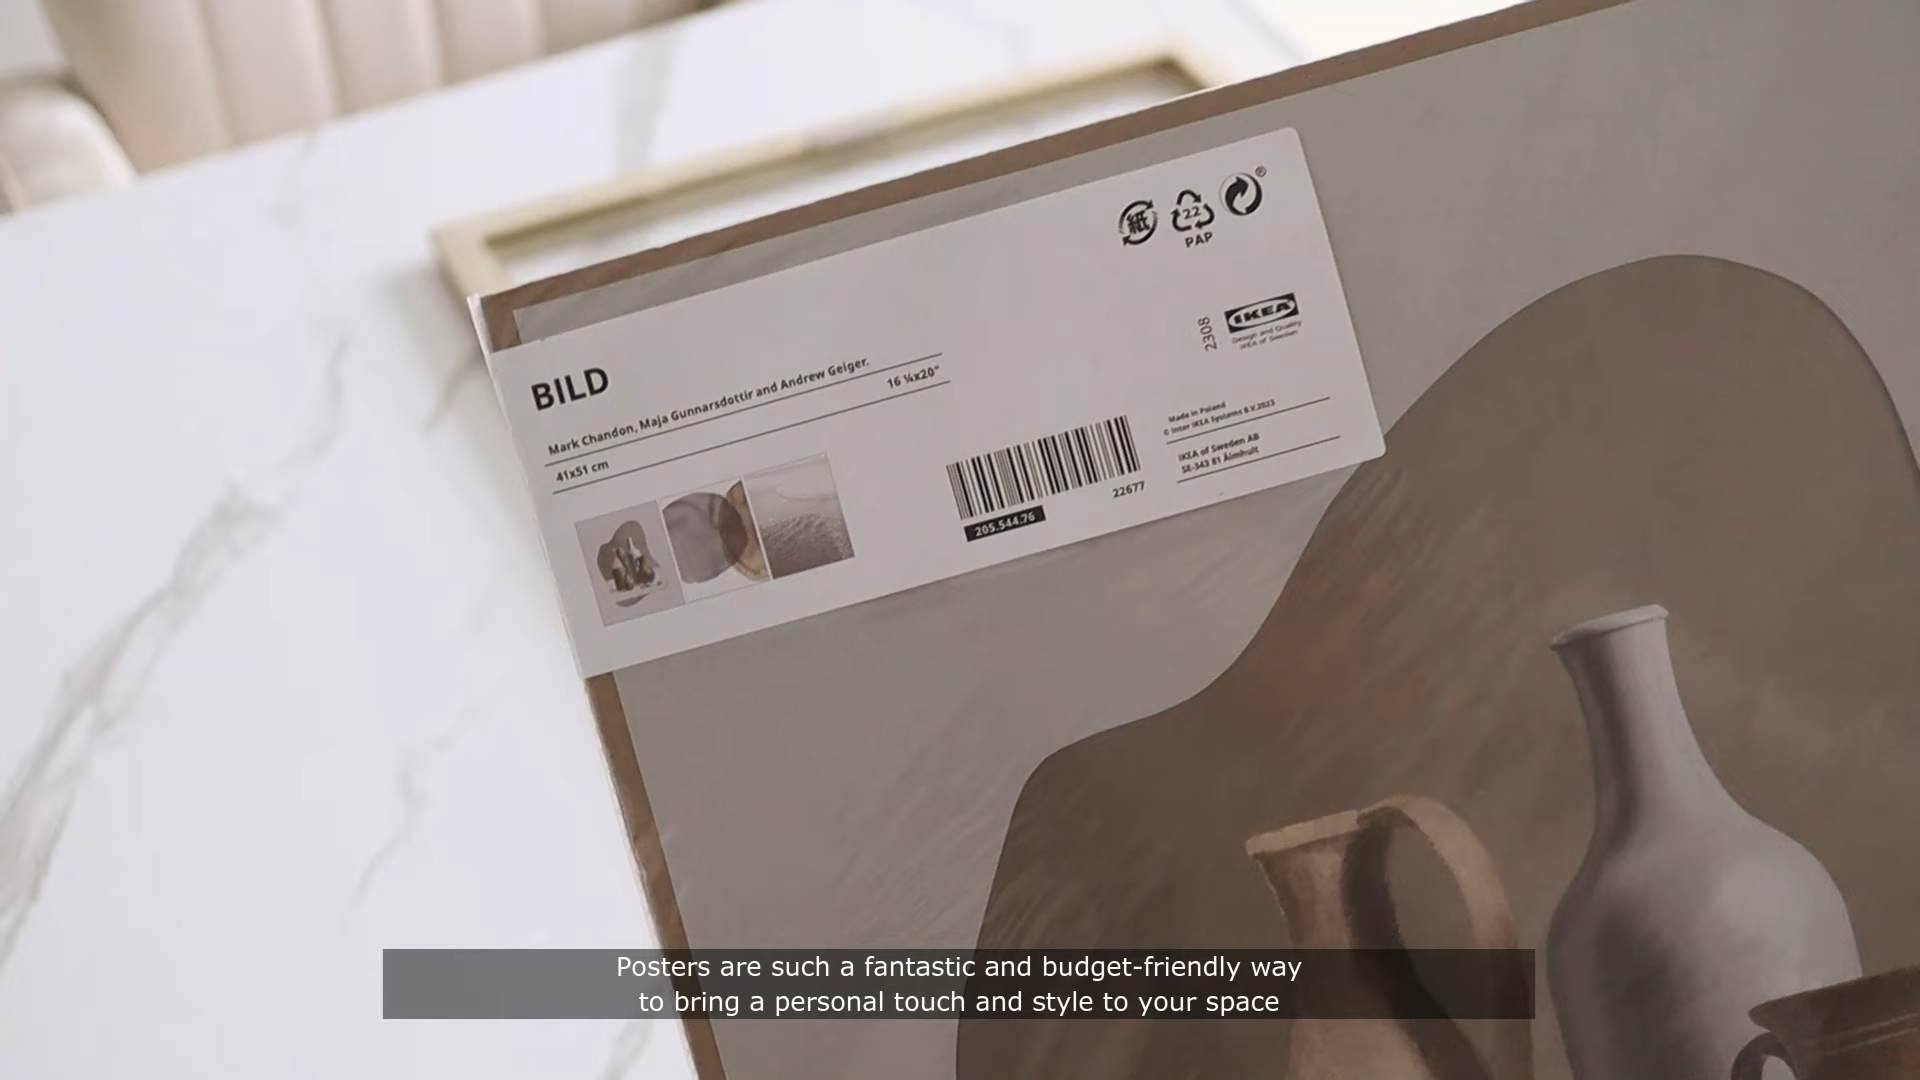 紙
22
PAP
®
2308
IKEA
Design and Quality
IKEA of Sweden
BILD
Mark Chandon, Maja Gunnarsdottir and Andrew Geiger.
41x51 cm
16 ¼x20"
22677
205.544.76
Made in Poland
© Inter IKEA Systems B.V.2023
IKEA of Sweden AB
SE-343 81 Älmhult
Posters are such a fantastic and budget-friendly way
to bring a personal touch and style to your space